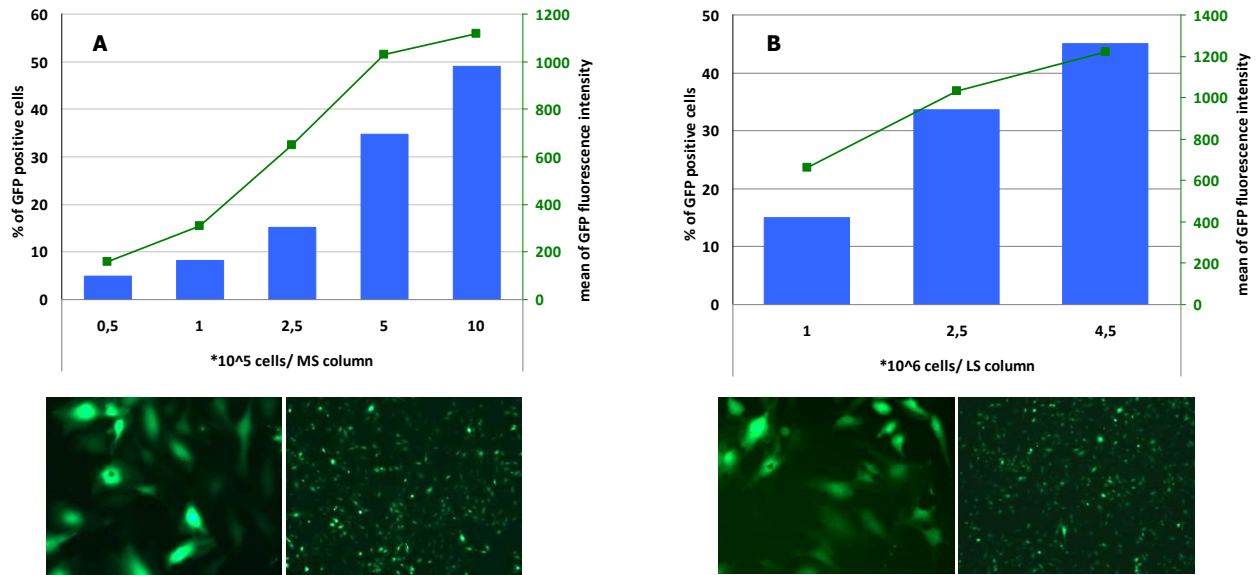 A
% of GFP positive cells
60
50
40
30
20
10
0
1200
1000
800
600
400
200
0
mean of GFP fluorescence intensity
0,5 1 2,5 5 10
*10^5 cells/ MS column
B
% of GFP positive cells
50
40
30
20
10
0
1400
1200
1000
800
600
400
200
0
mean of GFP fluorescence intensity
1 2,5 4,5
*10^6 cells/ LS column